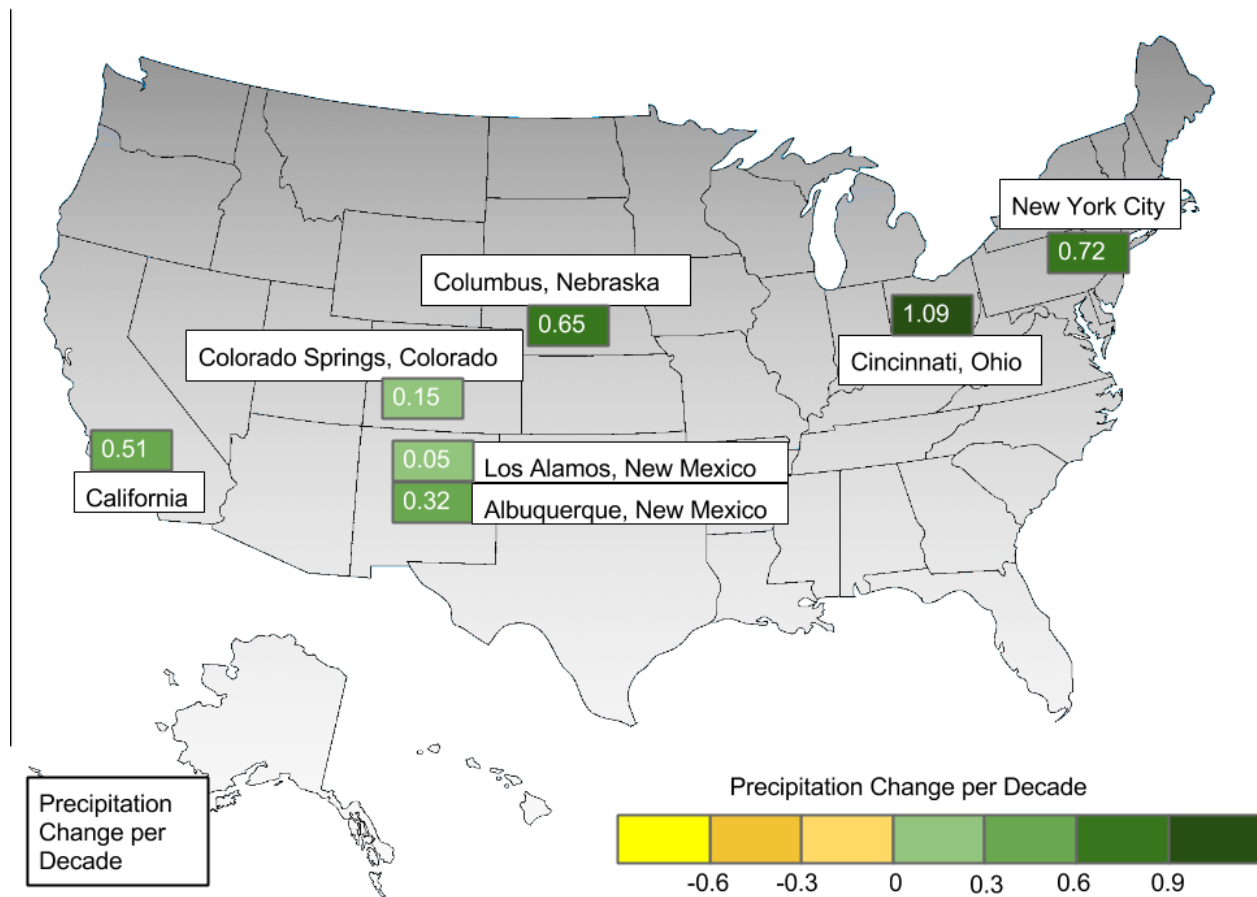 New York City
0.72
Columbus, Nebraska
0.65
1.09
Cincinnati, Ohio
Colorado Springs, Colorado
0.15
0.51
California
0.05 Los Alamos, New Mexico
0.32 Albuquerque, New Mexico
Precipitation
Change per
Decade
Precipitation Change per Decade
-0.6 -0.3 0 0.3 0.6 0.9